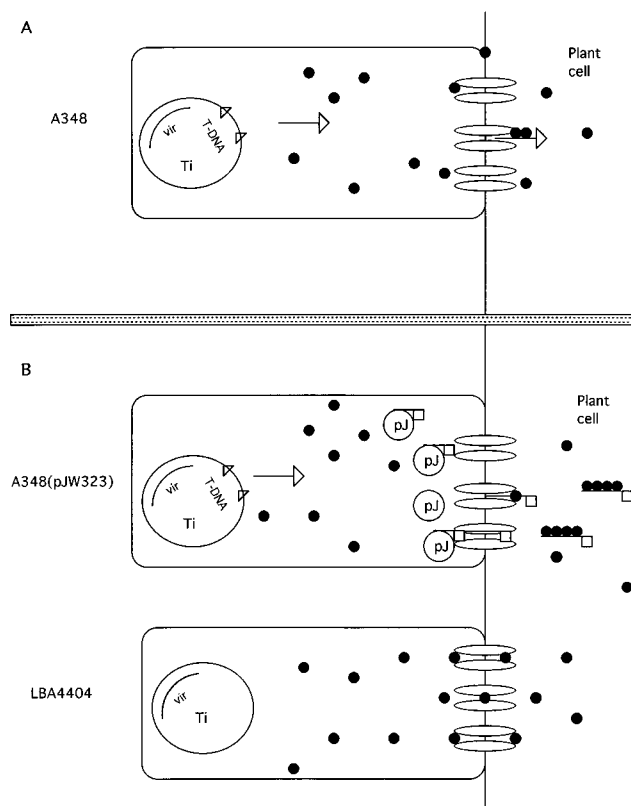 A
Plant
cell
A348
vir
T-DNA
Ti
B
Plant
cell
pJ
pJ
A348(pJW323)
vir
T-DNA
Ti
pJ
pJ
LBA4404
vir
Ti